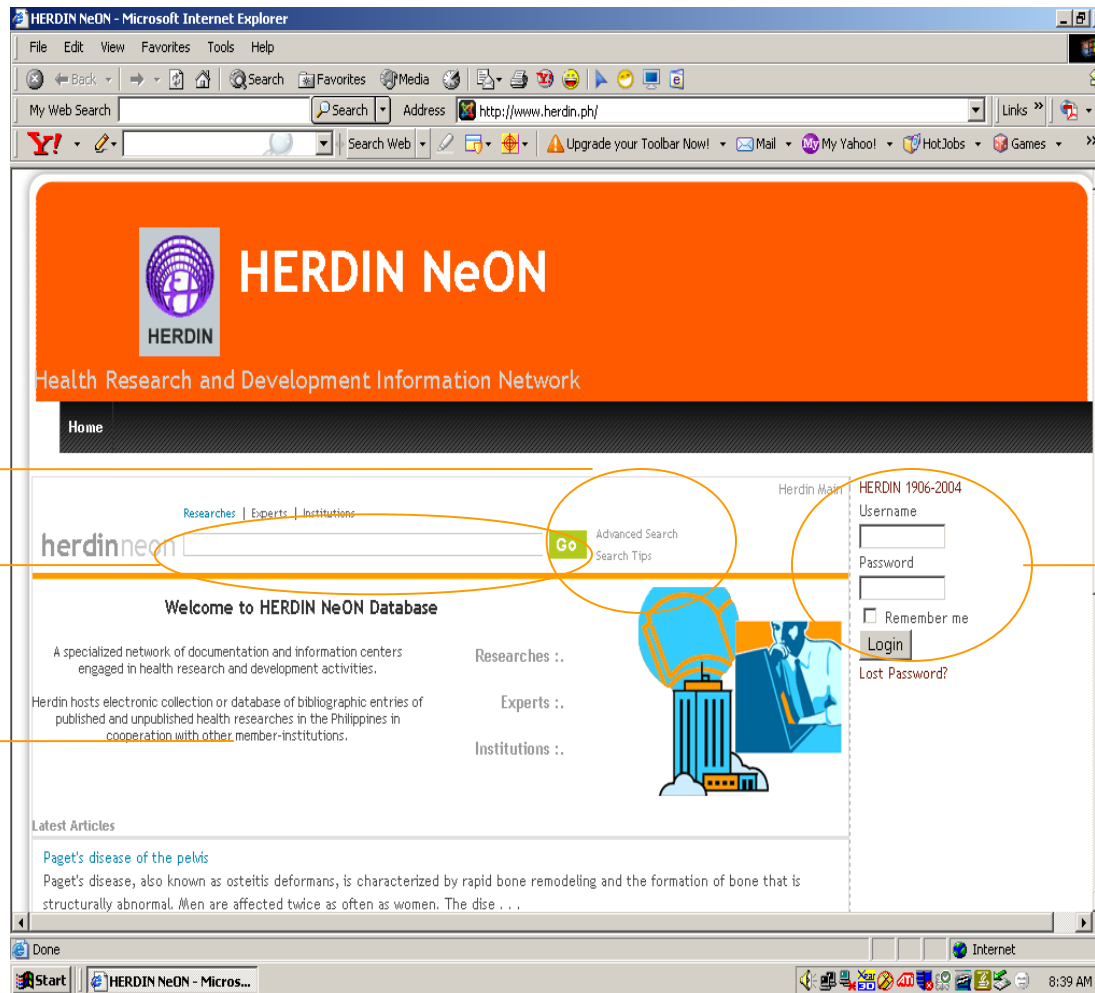 HERDIN NeON - Microsoft Internet Explorer
File Edit View Favorites Tools Help
Back Search Favorites Media
My Web Search Search Address http://www.herdin.ph/ Links »
Y! Search Web Upgrade your Toolbar Now! Mail My Yahoo! HotJobs Games »
HERDIN
HERDIN NeON
Health Research and Development Information Network
Home
Herdin Main
Researches | Experts | Institutions
herdinneon Go
Advanced Search
Search Tips
HERDIN 1906-2004
Username
Password
Remember me
Login
Lost Password?
Welcome to HERDIN NeON Database
A specialized network of documentation and information centers
engaged in health research and development activities.
Herdin hosts electronic collection or database of bibliographic entries of
published and unpublished health researches in the Philippines in
cooperation with other member-institutions.
Researches :.
Experts :.
Institutions :.
Latest Articles
Paget's disease of the pelvis
Paget's disease, also known as osteitis deformans, is characterized by rapid bone remodeling and the formation of bone that is
structurally abnormal. Men are affected twice as often as women. The dise . . .
Done Internet
Start HERDIN NeON - Micros... 8:39 AM